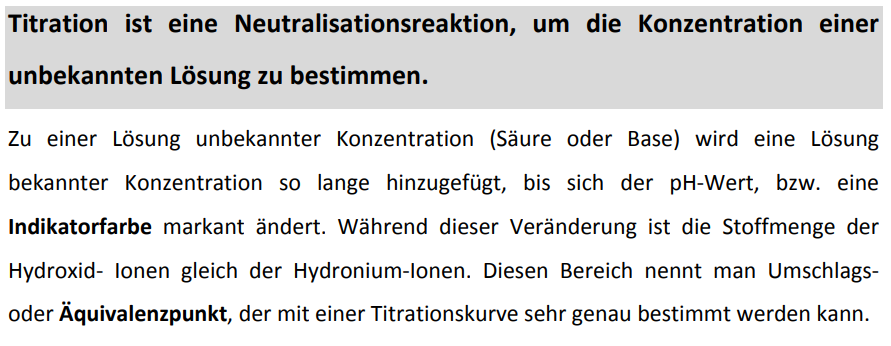 Titration ist eine Neutralisationsreaktion, um die Konzentration einer
unbekannten Lösung zu bestimmen.
Zu einer Lösung unbekannter Konzentration (Säure oder Base) wird eine Lösung
bekannter Konzentration so lange hinzugefügt, bis sich der pH-Wert, bzw. eine
Indikatorfarbe markant ändert. Während dieser Veränderung ist die Stoffmenge der
Hydroxid- Ionen gleich der Hydronium-Ionen. Diesen Bereich nennt man Umschlags-
oder Äquivalenzpunkt, der mit einer Titrationskurve sehr genau bestimmt werden kann.